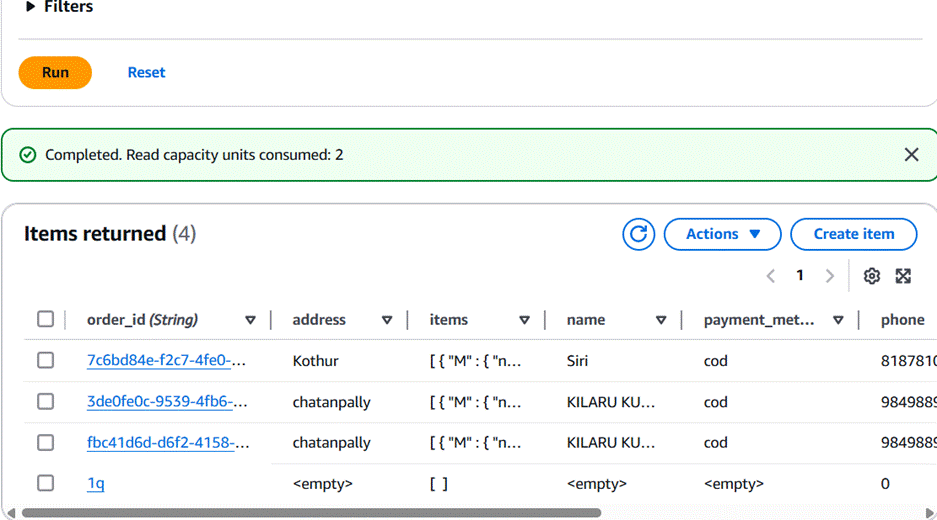 Filters
Run Reset
Completed. Read capacity units consumed: 2
Items returned (4)
Actions Create item
1
order_id (String) address items name payment_met... phone
7c6bd84e-f2c7-4fe0-... Kothur [ { "M" : { "n... Siri cod 8187810
3de0fe0c-9539-4fb6-... chatanpally [ { "M" : { "n... KILARU KU... cod 9849889
fbc41d6d-d6f2-4158-... chatanpally [ { "M" : { "n... KILARU KU... cod 9849889
1q <empty> [ ] <empty> <empty> 0